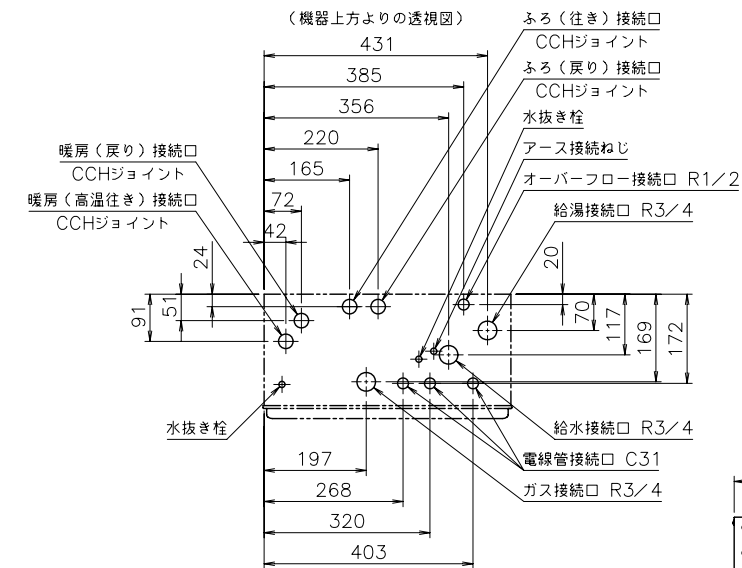 （機器上方よりの透視図）
431
385
356
220
165
72
42
ふろ（往き）接続口
CCHジョイント
ふろ（戻り）接続口
CCHジョイント
水抜き栓
アース接続ねじ
オーバーフロー接続口 R1/2
給湯接続口 R3/4
暖房（戻り）接続口
CCHジョイント
暖房（高温往き）接続口
CCHジョイント
24
51
91
20
70
117
169
172
水抜き栓
給水接続口 R3/4
電線管接続口 C31
ガス接続口 R3/4
197
268
320
403